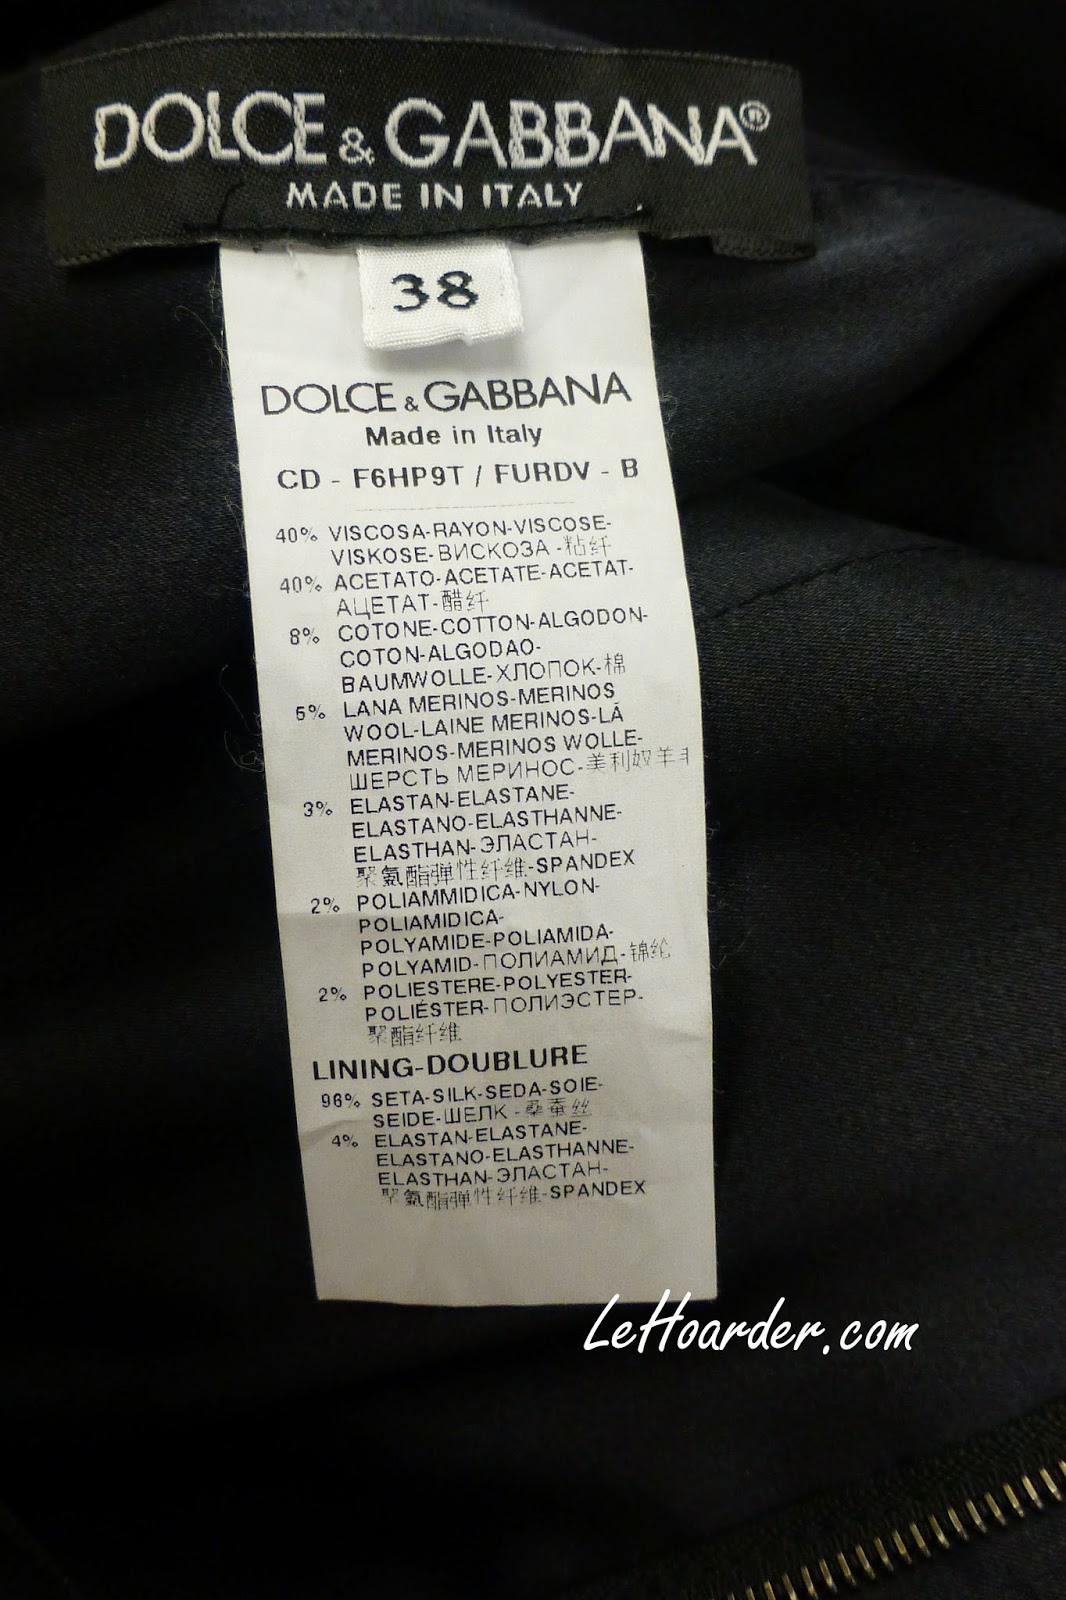 DOLCE & GABBANA®
MADE IN ITALY
38
DOLCE & GABBANA
Made in Italy
CD - F6HP9T / FURDV - B
40% VISCOSA-RAYON-VISCOSE-
VISKOSE-ВИСКОЗА -粘纤
40% ACETATO-ACETATE-ACETAT-
АЦЕТАТ-醋纤
8% COTONE-COTTON-ALGODON-
COTON-ALGODAO-
BAUMWOLLE-ХЛОПОК-棉
5% LANA MERINOS-MERINOS
WOOL-LAINE MERINOS-LÃ
MERINOS-MERINOS WOLLE-
ШЕРСТЬ МЕРИНОС-美利奴羊毛
3% ELASTAN-ELASTANE-
ELASTANO-ELASTHANNE-
ELASTHAN-ЭЛАСТАН-
聚氨酯弹性纤维-SPANDEX
2% POLIAMMIDICA-NYLON-
POLIAMIDICA-
POLYAMIDE-POLIAMIDA-
POLYAMID-ПОЛИАМИД-锦纶
2% POLIESTERE-POLYESTER-
POLIÉSTER-ПОЛИЭСТЕР-
聚酯纤维
LINING-DOUBLURE
96% SETA-SILK-SEDA-SOIE-
SEIDE-ШЕЛК -桑蚕丝
4% ELASTAN-ELASTANE-
ELASTANO-ELASTHANNE-
ELASTHAN-ЭЛАСТАН-
聚氨酯弹性纤维-SPANDEX
LeHoarder.com